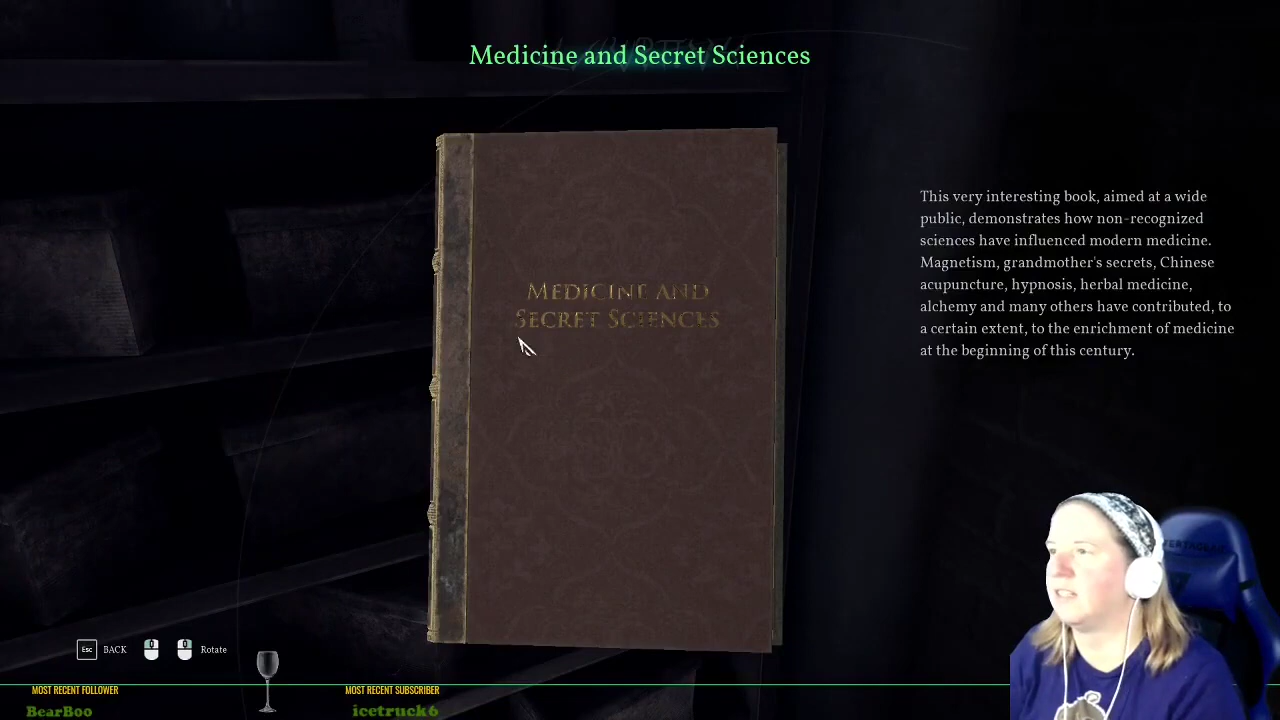 Medicine and Secret Sciences
MEDICINE AND
SECRET SCIENCES
This very interesting book, aimed at a wide
public, demonstrates how non-recognized
sciences have influenced modern medicine.
Magnetism, grandmother's secrets, Chinese
acupuncture, hypnosis, herbal medicine,
alchemy and many others have contributed, to
a certain extent, to the enrichment of medicine
at the beginning of this century.
Esc BACK Rotate
MOST RECENT FOLLOWER MOST RECENT SUBSCRIBER
BearBoo icetruck6